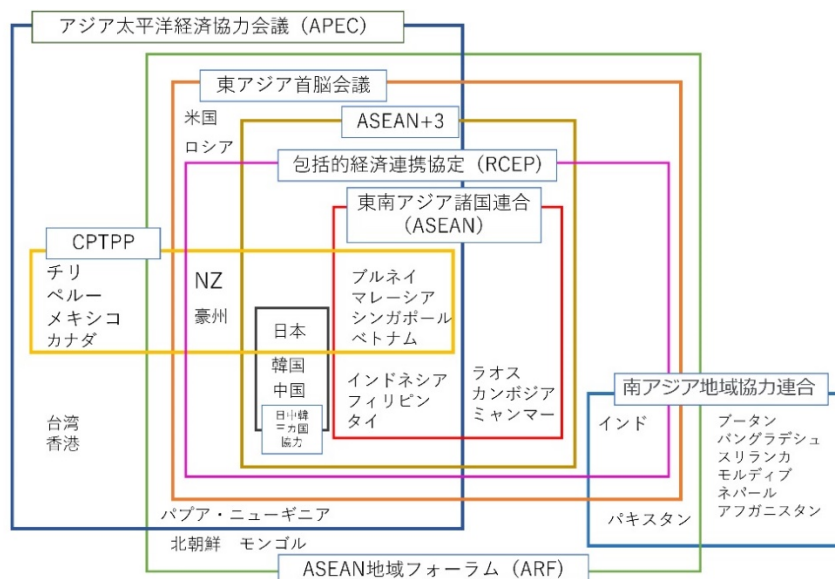 アジア太平洋経済協力会議（APEC）
東アジア首脳会議
米国
ロシア
ASEAN+3
包括的経済連携協定（RCEP）
東南アジア諸国連合
（ASEAN）
CPTPP
チリ
ペルー
メキシコ
カナダ
NZ
豪州
ブルネイ
マレーシア
シンガポール
ベトナム
日本
韓国
中国
日中韓
三カ国
協力
インドネシア
フィリピン
タイ
ラオス
カンボジア
ミャンマー
南アジア地域協力連合
インド
ブータン
バングラデシュ
スリランカ
モルディブ
ネパール
アフガニスタン
台湾
香港
パプア・ニューギニア
パキスタン
北朝鮮　モンゴル
ASEAN地域フォーラム（ARF）